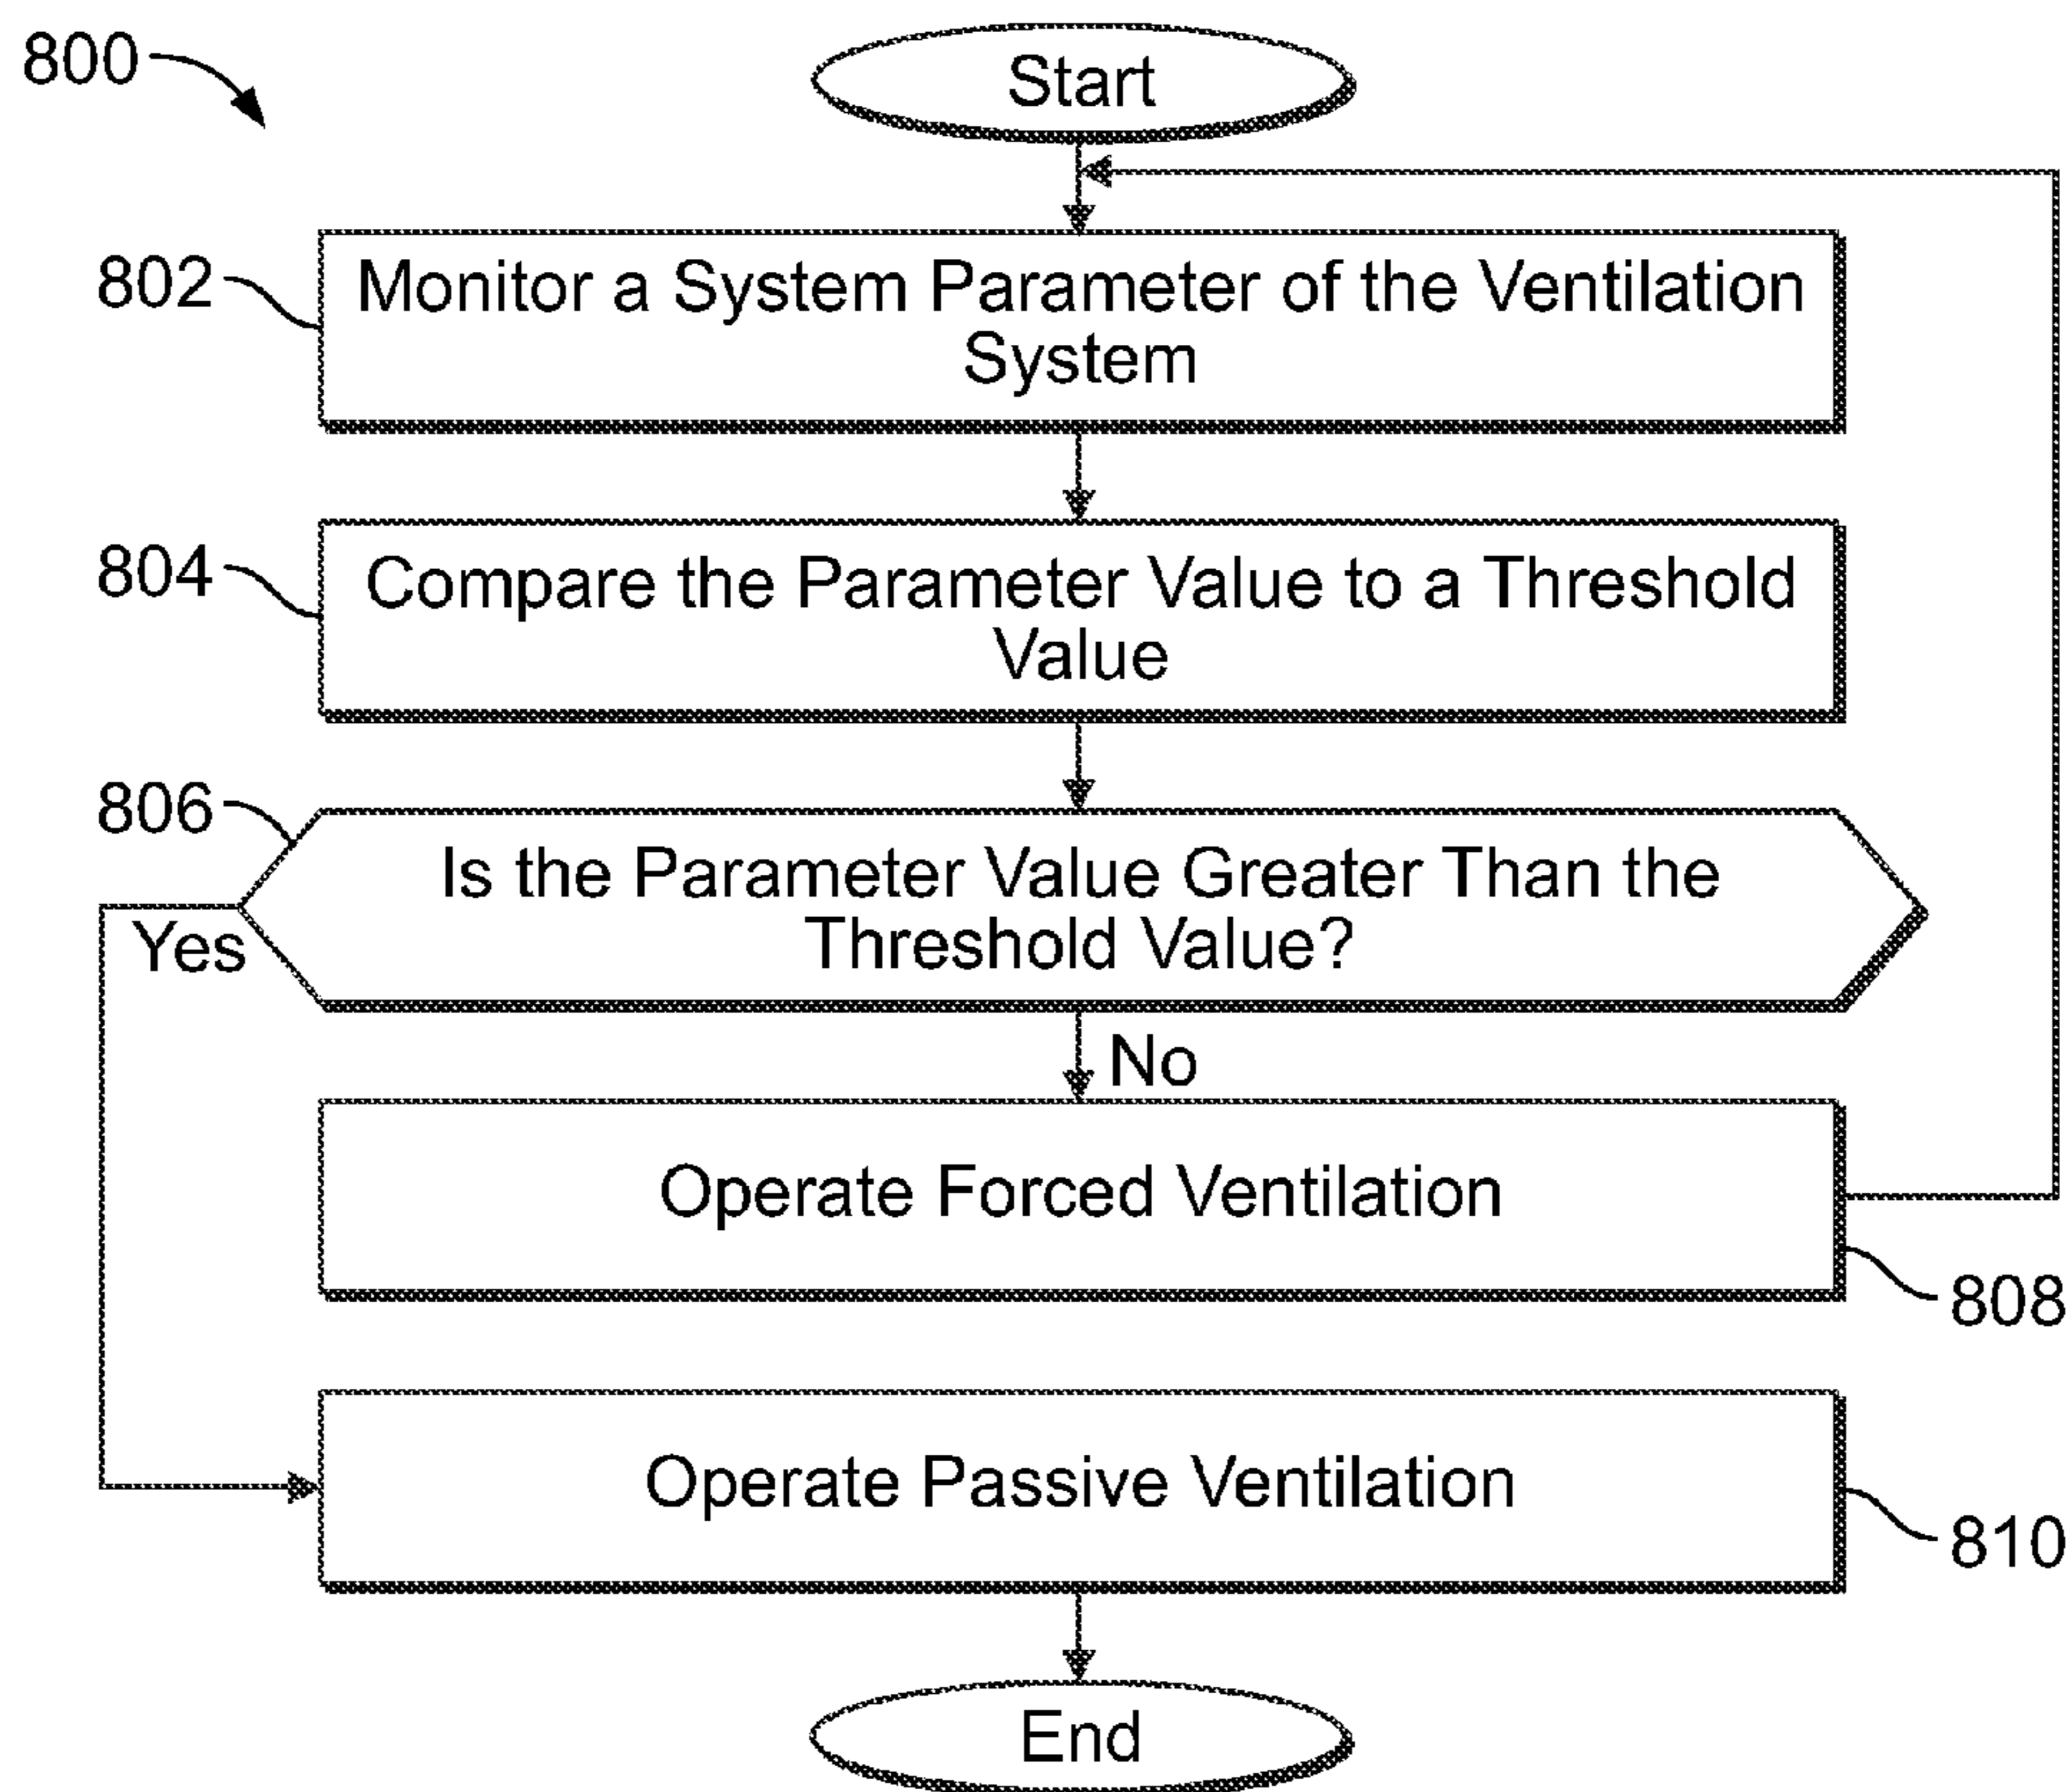 800
Start
802
Monitor a System Parameter of the Ventilation
System
804
Compare the Parameter Value to a Threshold
Value
806
Is the Parameter Value Greater Than the
Threshold Value?
Yes
No
Operate Forced Ventilation
808
Operate Passive Ventilation
810
End